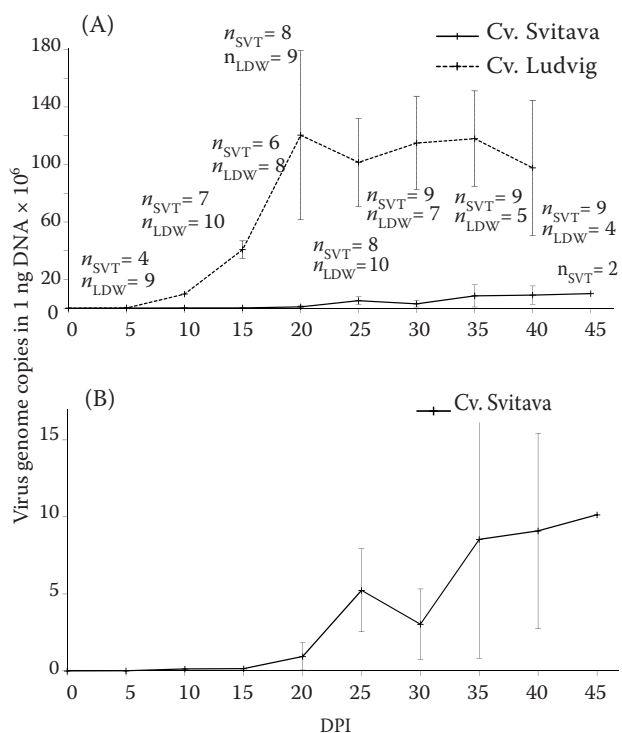 (A)
Cv. Svitava
Cv. Ludvig
Virus genome copies in 1 ng DNA × 10⁶
180
140
100
60
20
0
n_SVT = 4
n_LDW = 9
n_SVT = 7
n_LDW = 10
n_SVT = 6
n_LDW = 8
n_SVT = 8
n_LDW = 9
n_SVT = 8
n_LDW = 10
n_SVT = 9
n_LDW = 7
n_SVT = 9
n_LDW = 5
n_SVT = 9
n_LDW = 4
n_SVT = 2
0 5 10 15 20 25 30 35 40 45
(B)
Cv. Svitava
15
10
5
0
0 5 10 15 20 25 30 35 40 45
DPI